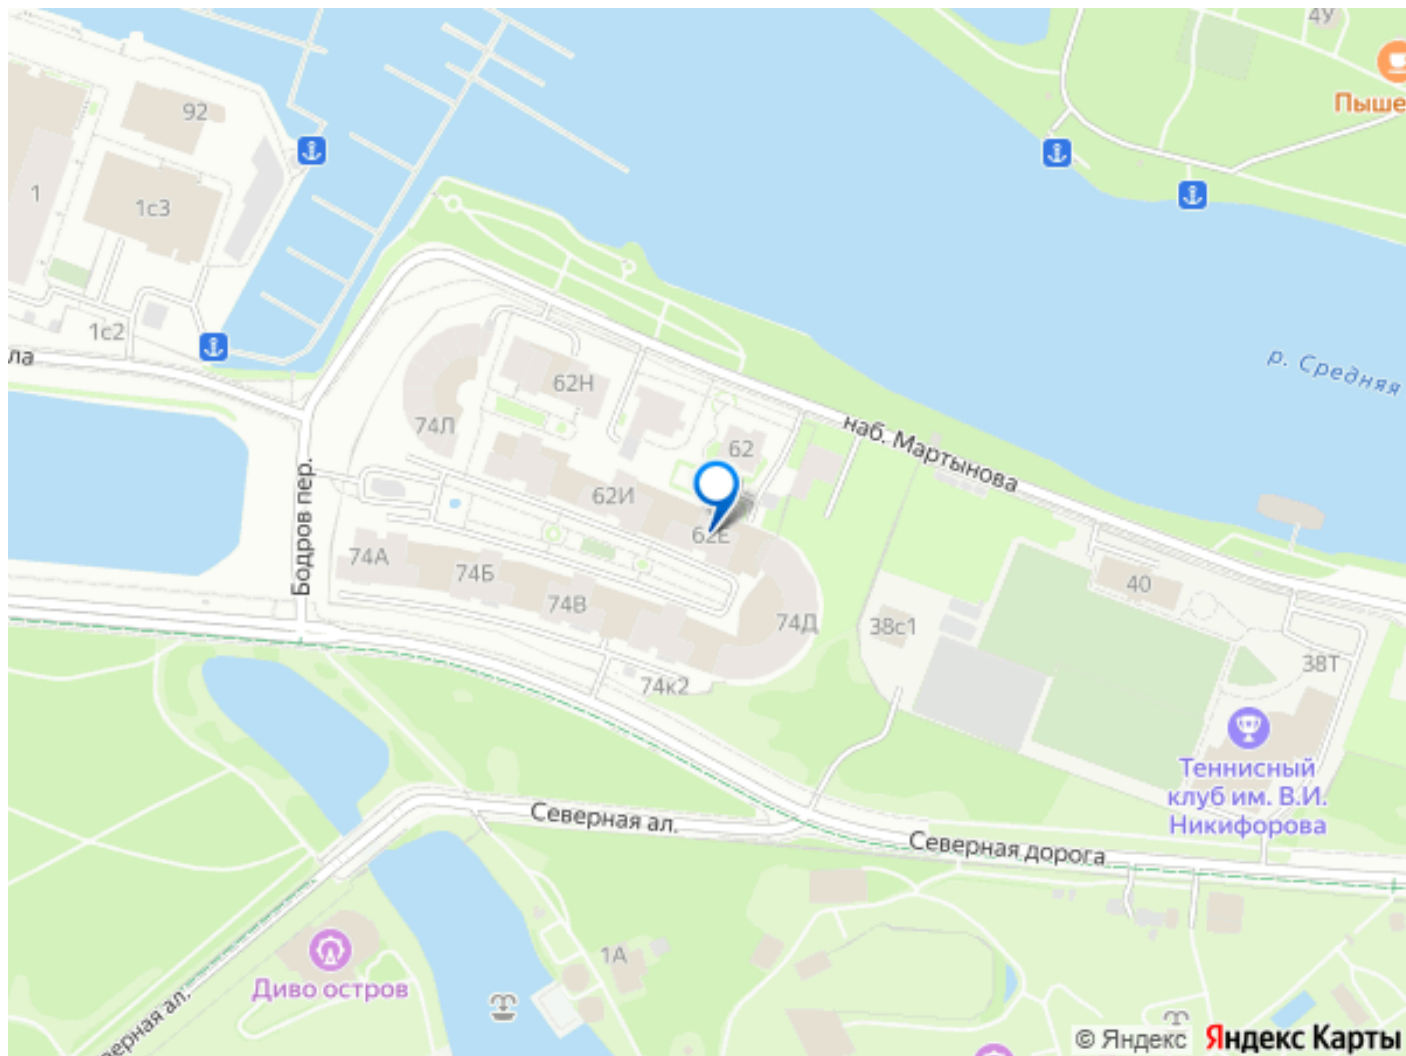 4У
Пыше
92
1
1с3
1с2
ла
р. Средняя
62Н
74Л
62
наб. Мартынова
62И
62Е
Бодров пер.
74А
74Б
74В
74Д
40
38с1
74к2
38Т
Теннисный
клуб им. В.И.
Никифорова
Северная ал.
Северная дорога
1А
Диво остров
верная ал.
© Яндекс
Яндекс Карты